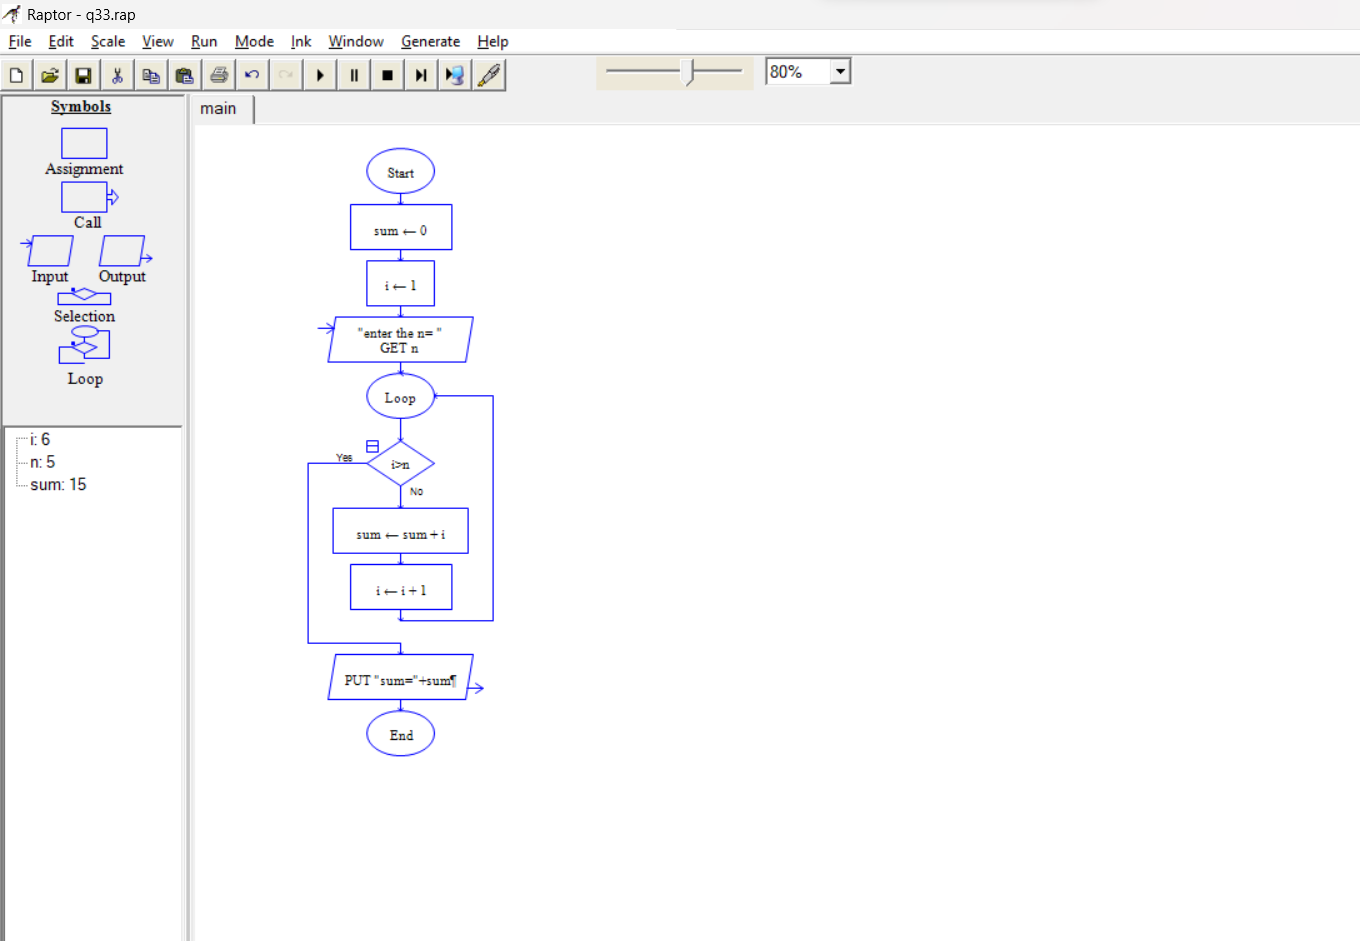 Raptor - q33.rap
File Edit Scale View Run Mode Ink Window Generate Help
80%
Symbols
main
Assignment
Call
Input Output
Selection
Loop
i: 6
n: 5
sum: 15
Start
sum ← 0
i ← 1
"enter the n= "
GET n
Loop
Yes
i>n
No
sum ← sum + i
i ← i + 1
PUT "sum="+sum¶
End